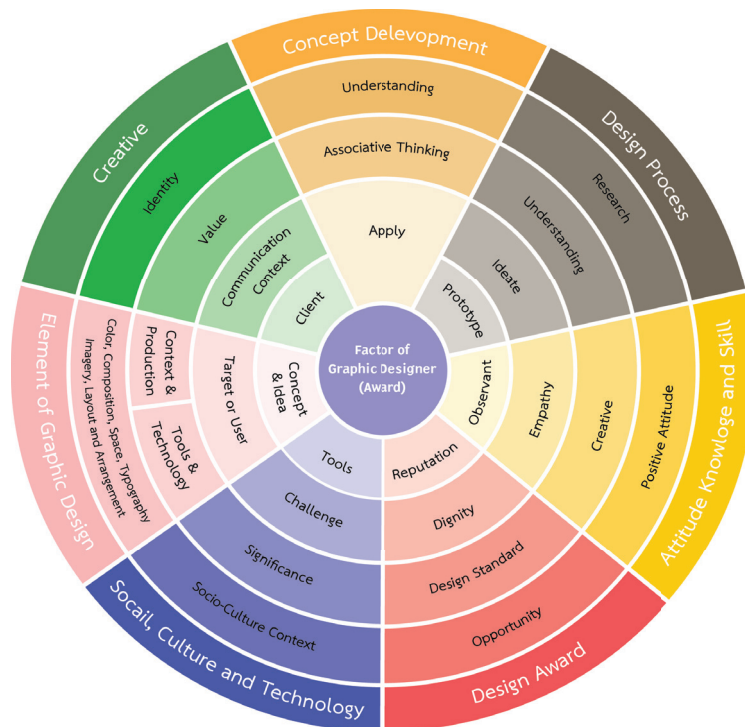 Concept Delevopment
Understanding
Associative Thinking
Apply
Design Process
Research
Understanding
Ideate
Prototype
Attitude Knowloge and Skill
Positive Attitude
Creative
Empathy
Observant
Design Award
Opportunity
Design Standard
Dignity
Reputation
Socail, Culture and Technology
Socio-Culture Context
Significance
Challenge
Tools
Element of Graphic Design
Color, Composition, Space, Typography
Imagery, Layout and Arrangement
Context &
Production
Tools &
Technology
Target or User
Concept
& Idea
Creative
Identity
Value
Communication
Context
Client
Factor of
Graphic Designer
(Award)